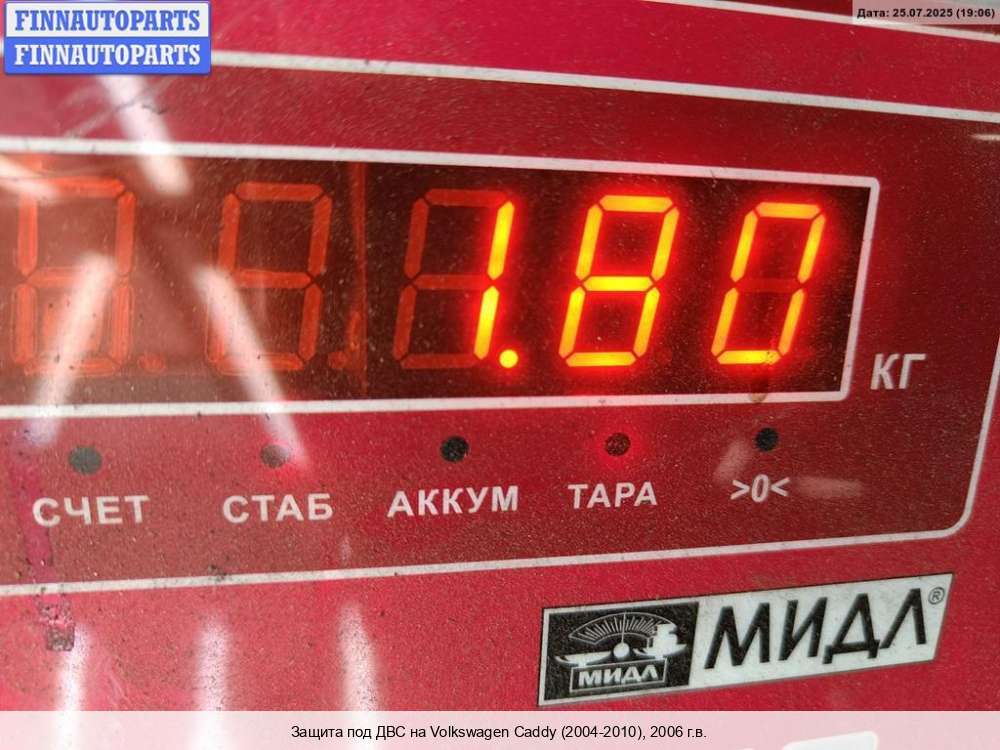 FINNAUTOPARTS
FINNAUTOPARTS
Дата: 25.07.2025 (19:06)
1.80
КГ
СЧЕТ СТАБ АККУМ ТАРА >0<
МИДЛ МИДЛ®
Защита под ДВС на Volkswagen Caddy (2004-2010), 2006 г.в.